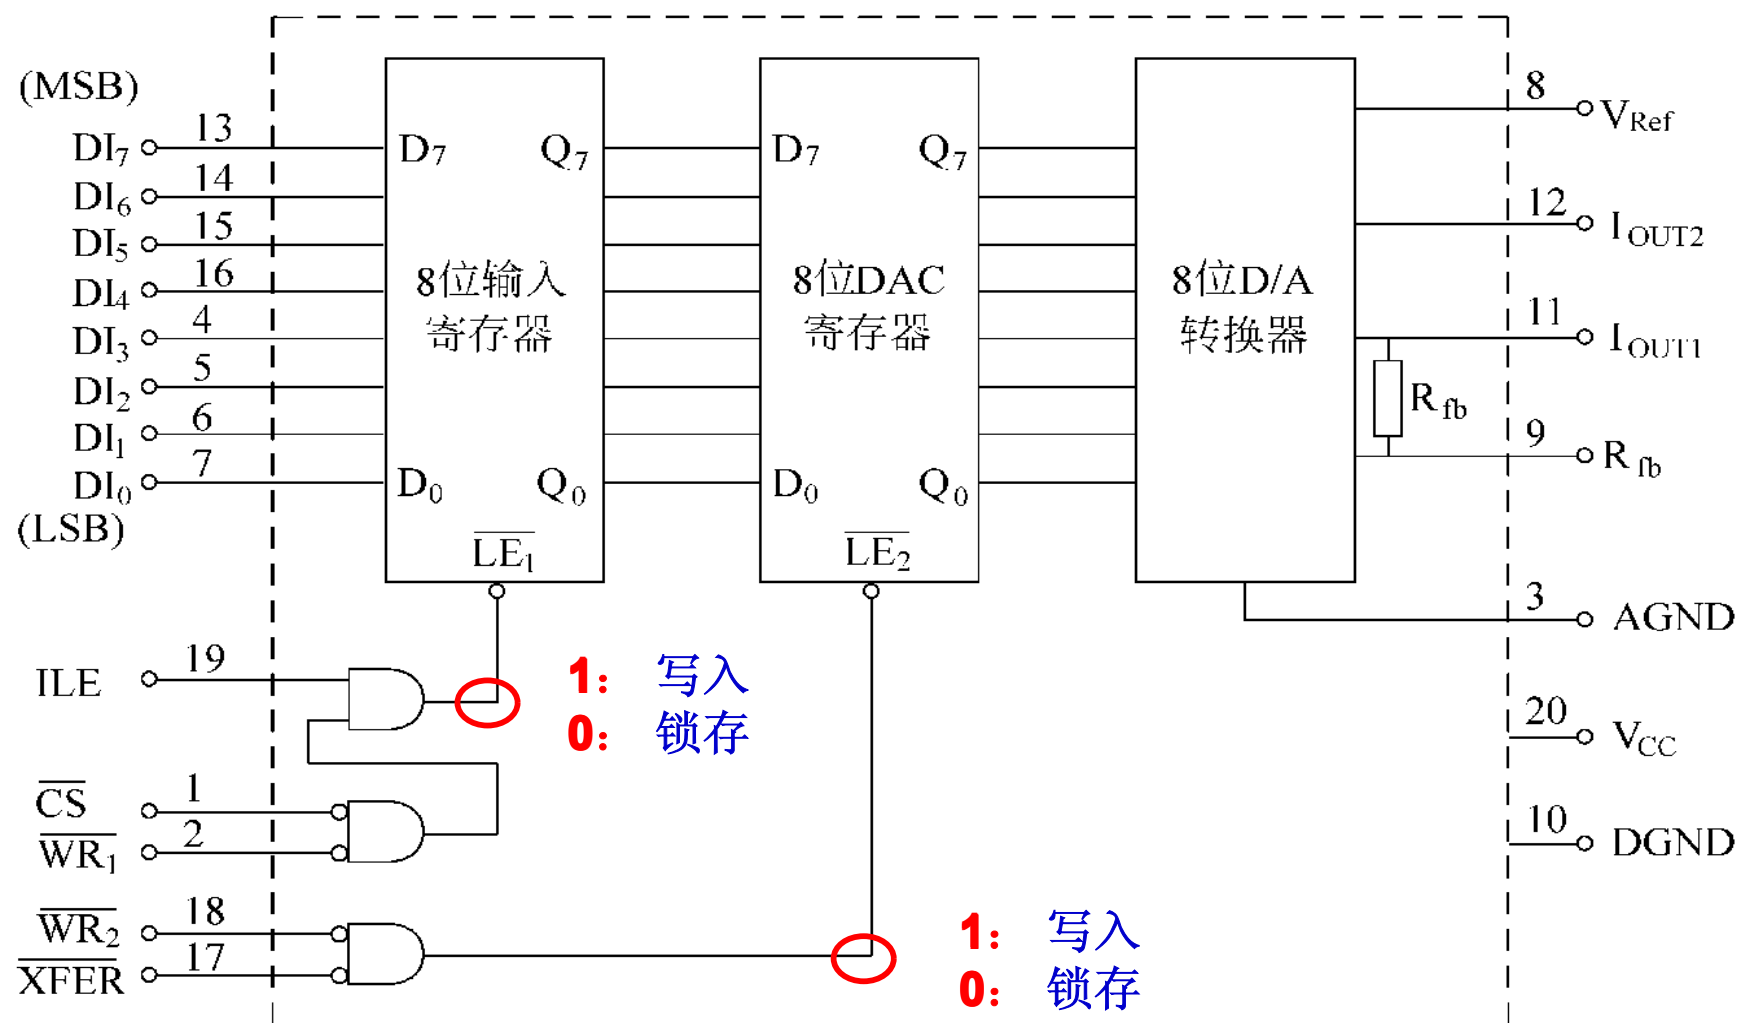 (MSB)
DI7 13
DI6 14
DI5 15
DI4 16
DI3 4
DI2 5
DI1 6
DI0 7
(LSB)
D7 Q7
8位输入
寄存器
D0 Q0
LE1
D7 Q7
8位DAC
寄存器
D0 Q0
LE2
8位D/A
转换器
8 VRef
12 IOUT2
11 IOUT1
Rfb
9 Rfb
3 AGND
20 VCC
10 DGND
ILE 19
CS 1
WR1 2
WR2 18
XFER 17
1: 写入
0: 锁存
1: 写入
0: 锁存